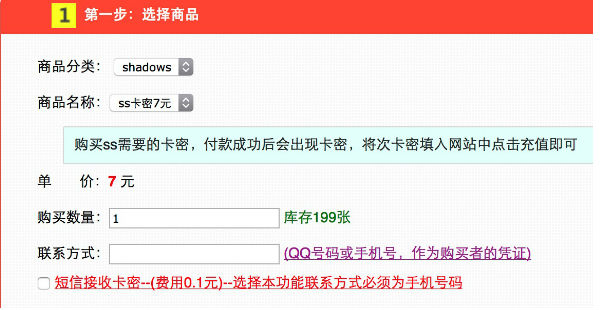 1 第一步：选择商品
商品分类： shadows
商品名称： ss卡密7元
购买ss需要的卡密，付款成功后会出现卡密，将次卡密填入网站中点击充值即可
单 价：7 元
购买数量：1 库存199张
联系方式： (QQ号码或手机号，作为购买者的凭证)
短信接收卡密--(费用0.1元)--选择本功能联系方式必须为手机号码